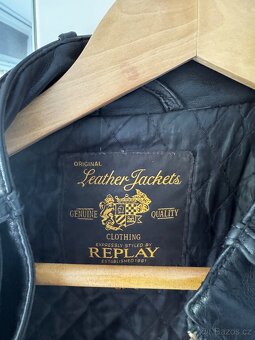 ORIGINAL
Leather Jackets
GENUINE QUALITY
CLOTHING
EXPRESSLY STYLED BY
REPLAY
ESTABLISHED 1981